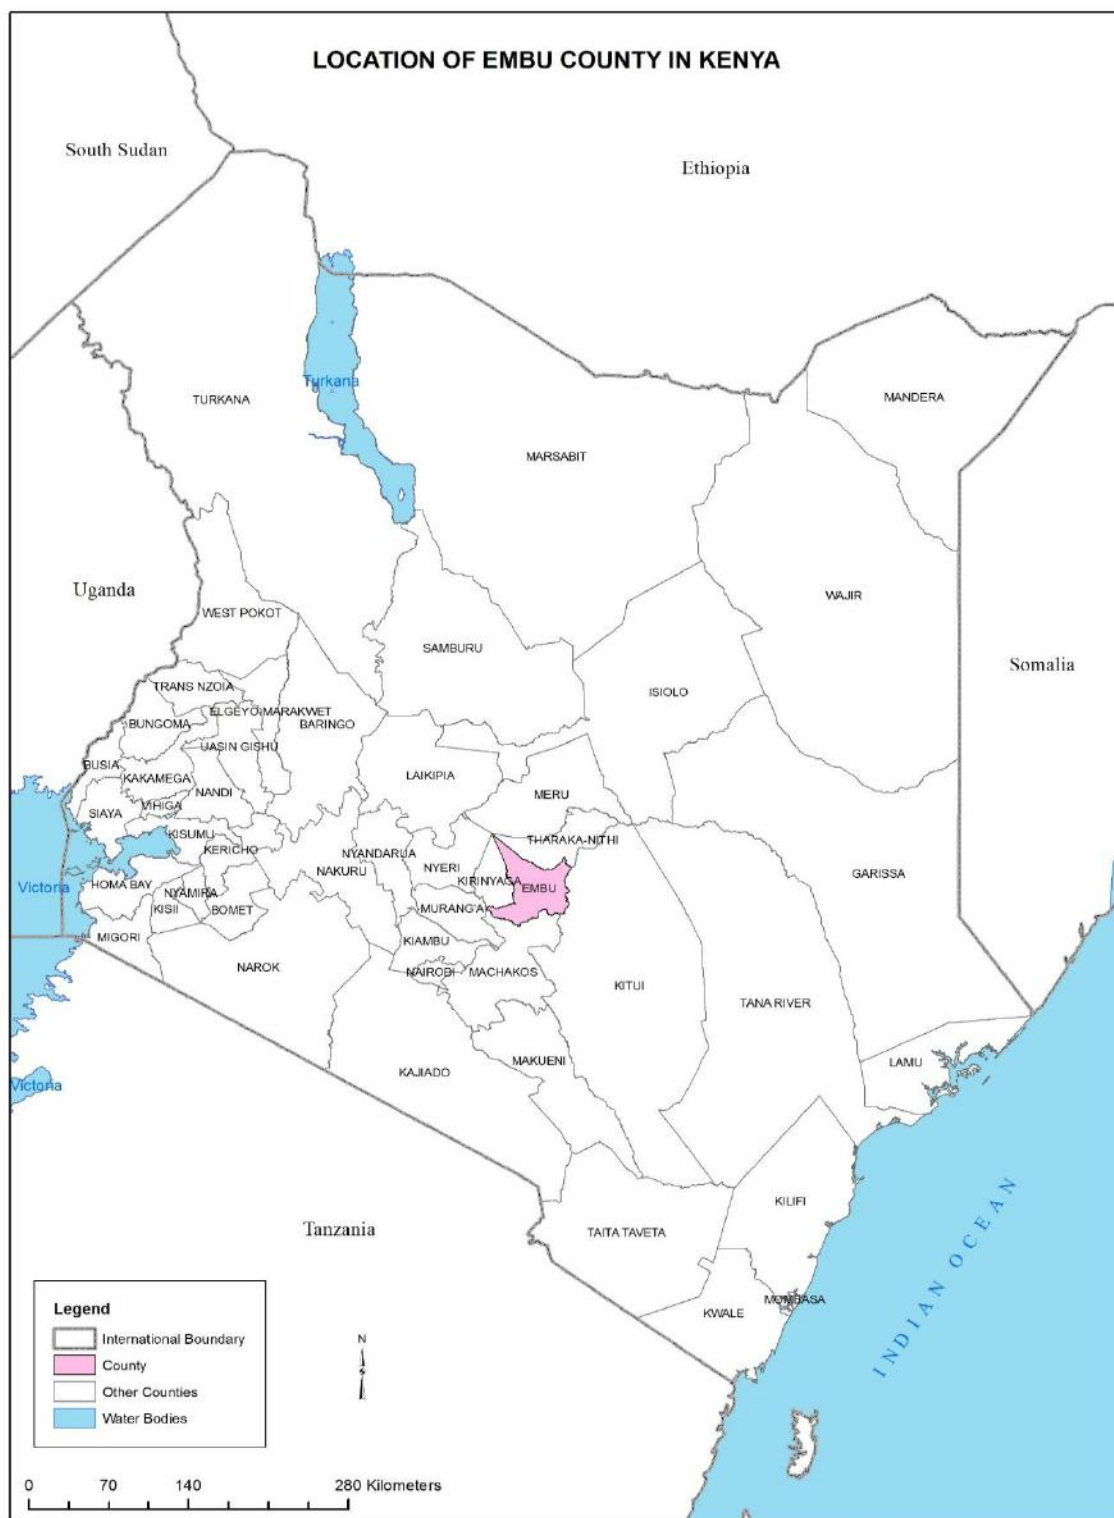 LOCATION OF EMBU COUNTY IN KENYA
South Sudan
Ethiopia
Turkana
TURKANA
MANDERA
MARSABIT
Uganda
WAJIR
WEST POKOT
SAMBURU
Somalia
TRANS NZOIA
ISIOLO
ELGEYO MARAKWET
BUNGOMA
BARINGO
UASIN GISHU
BUSIA
KAKAMEGA
LAIKIPIA
NANDI
MERU
VIHIGA
SIAYA
KISUMU
THARAKA-NITHI
KERICHO
NYANDARUA
NYERI
NAKURU
GARISSA
KIRINYAGA
HOMA BAY
Victoria
EMBU
NYAMIRA
KISII
BOMET
MURANG'A
MIGORI
KIAMBU
NAROK
NAIROBI
MACHAKOS
KITUI
TANA RIVER
MAKUENI
LAMU
KAJIADO
Victoria
KILIFI
Tanzania
TAITA TAVETA
INDIAN OCEAN
MOMBASA
KWALE
Legend
International Boundary
County
Other Counties
Water Bodies
N
0 70 140 280 Kilometers